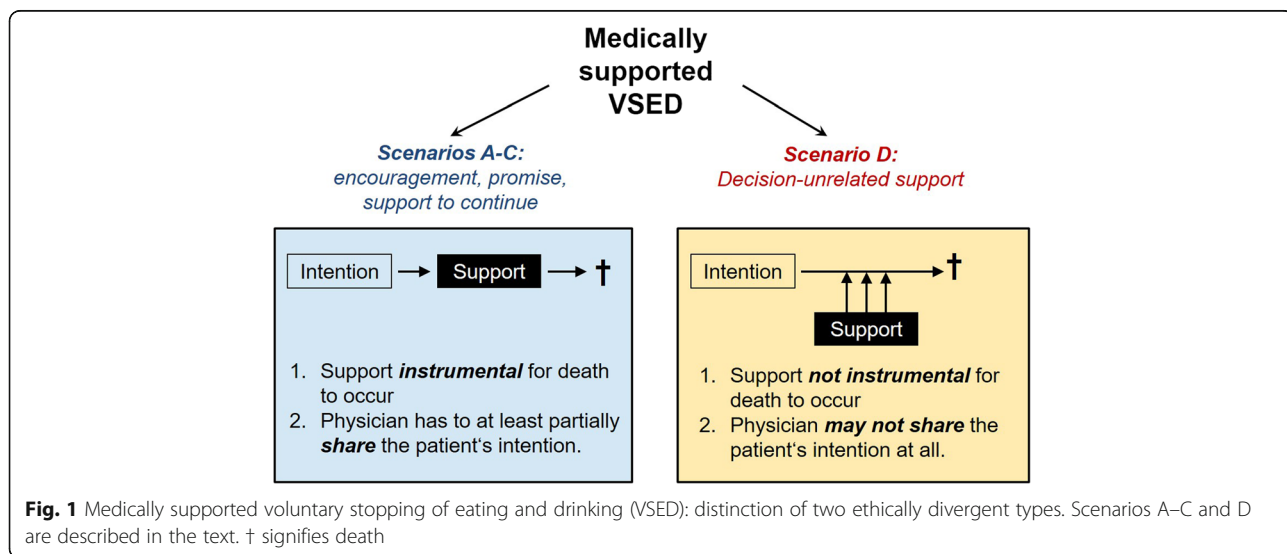 Medically
supported
VSED
Scenarios A-C:
encouragement, promise,
support to continue
Intention
Support
†
1. Support instrumental for death
to occur
2. Physician has to at least partially
share the patient‘s intention.
Scenario D:
Decision-unrelated support
Intention
†
Support
1. Support not instrumental for
death to occur
2. Physician may not share the
patient‘s intention at all.
Fig. 1 Medically supported voluntary stopping of eating and drinking (VSED): distinction of two ethically divergent types. Scenarios A–C and D
are described in the text. † signifies death